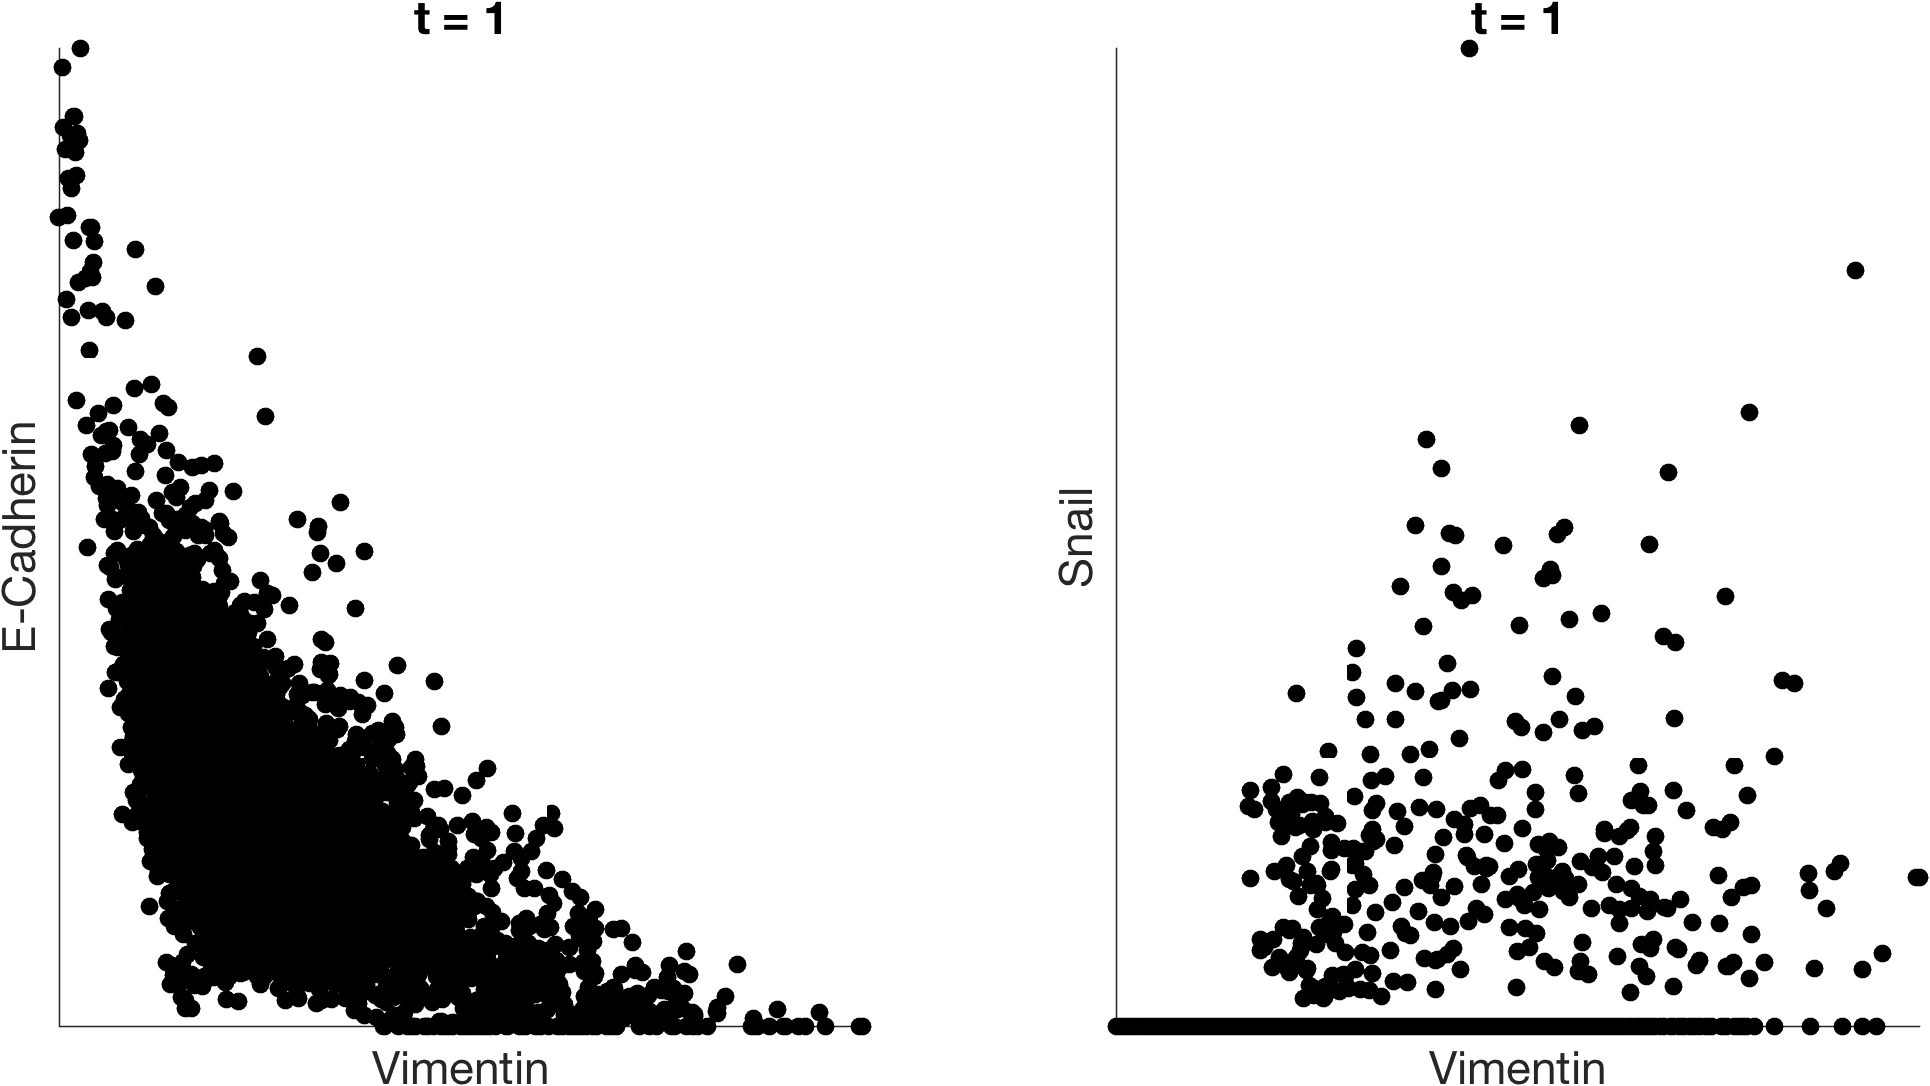 t = 1
E-Cadherin
Vimentin
t = 1
Snail
Vimentin